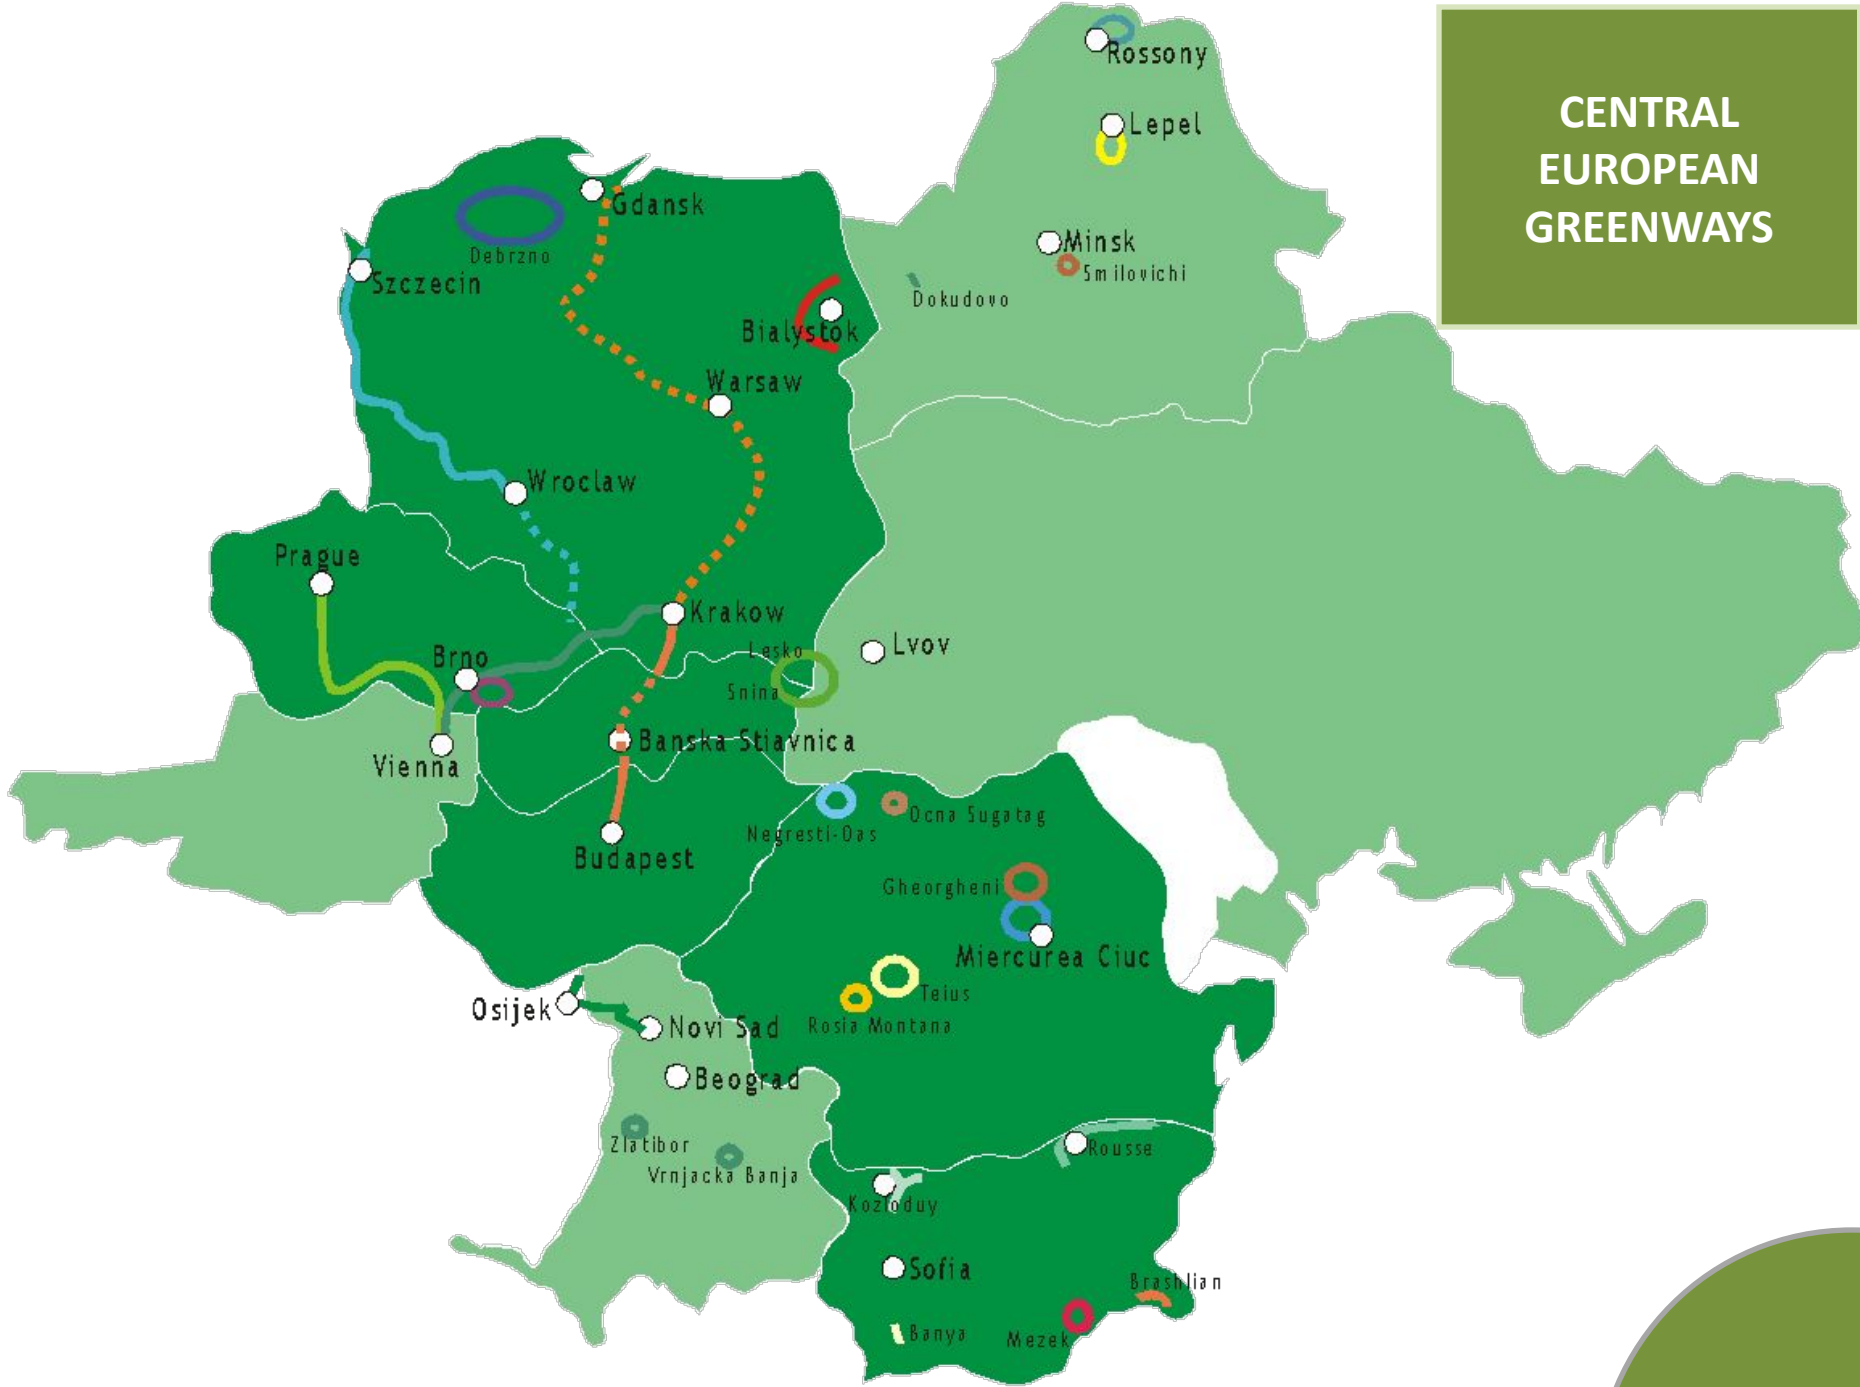 CENTRAL
EUROPEAN
GREENWAYS
Rossony
Lepel
Gdansk
Minsk
Debrzno
Smilovichi
Szczecin
Dokudovo
Bialystok
Warsaw
Wroclaw
Prague
Krakow
Lvov
Lesko
Brno
Snina
Banska Stiavnica
Vienna
Ocna Sugatag
Negresti-Oas
Budapest
Gheorgheni
Miercurea Ciuc
Teius
Osijek
Novi Sad
Rosia Montana
Beograd
Zlatibor
Rousse
Vrnjacka Banja
Kozloduy
Sofia
Brashlian
Banya
Mezek